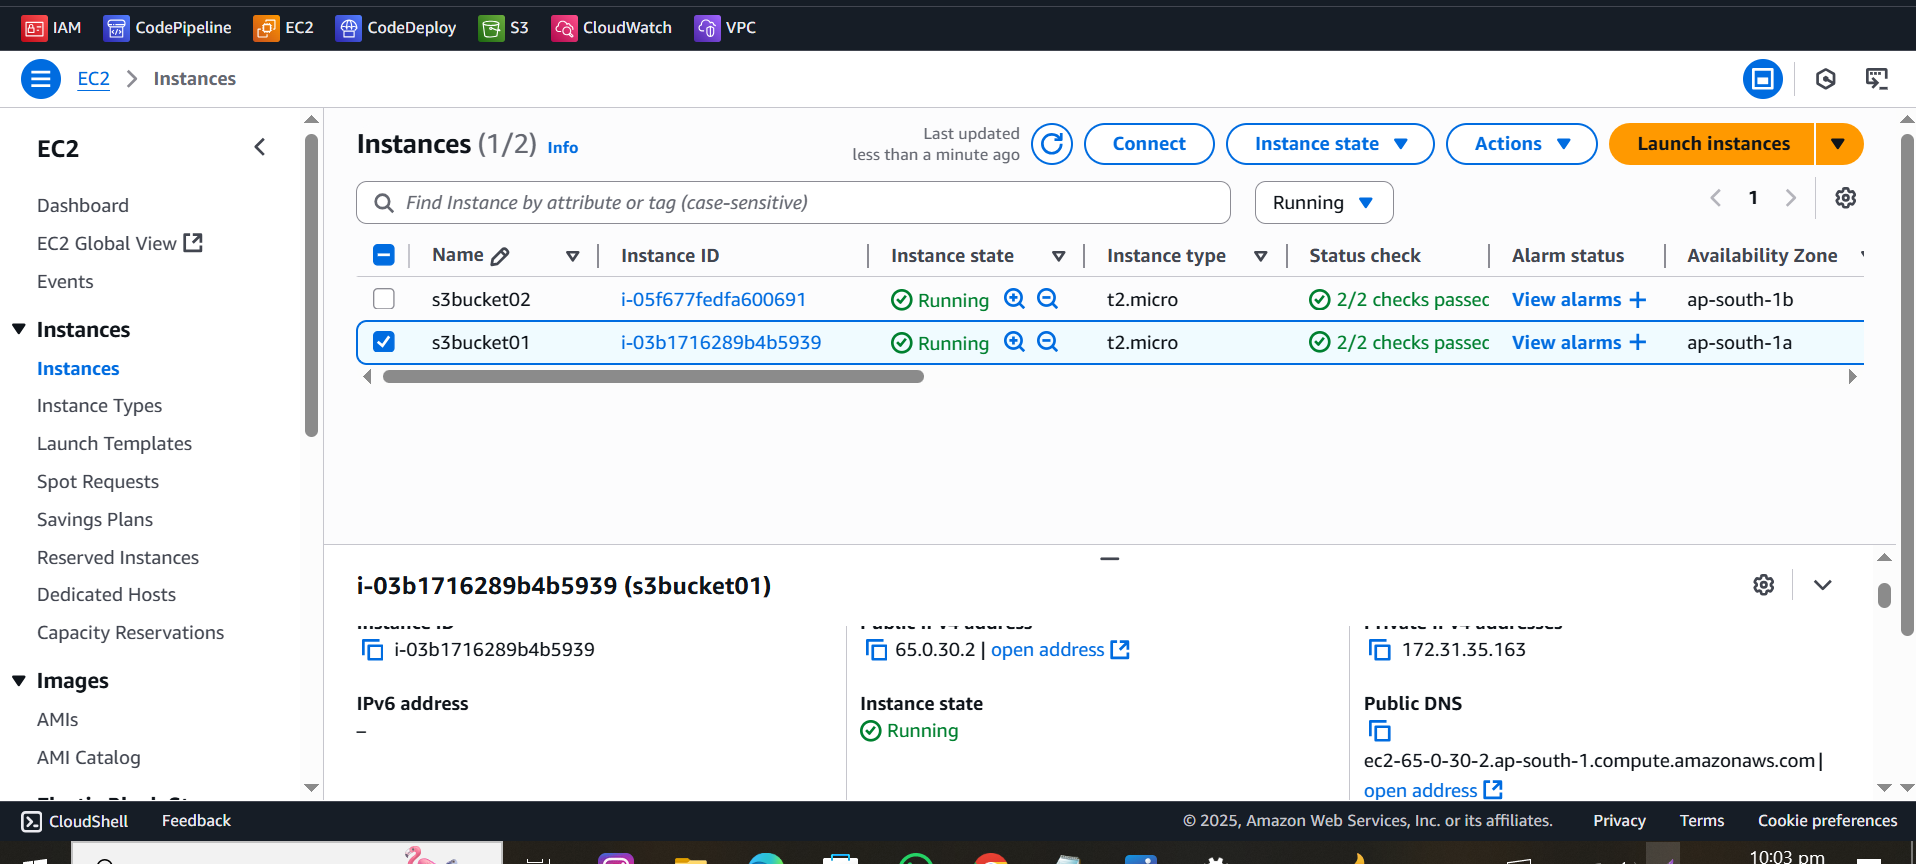 IAM CodePipeline EC2 CodeDeploy S3 CloudWatch VPC
EC2 > Instances
EC2
Dashboard
EC2 Global View
Events
Instances
Instances
Instance Types
Launch Templates
Spot Requests
Savings Plans
Reserved Instances
Dedicated Hosts
Capacity Reservations
Images
AMIs
AMI Catalog
Instances (1/2) Info
Last updated
less than a minute ago
Connect
Instance state
Actions
Launch instances
Find Instance by attribute or tag (case-sensitive)
Running
1
Name Instance ID Instance state Instance type Status check Alarm status Availability Zone
s3bucket02 i-05f677fedfa600691 Running t2.micro 2/2 checks passec View alarms + ap-south-1b
s3bucket01 i-03b1716289b4b5939 Running t2.micro 2/2 checks passec View alarms + ap-south-1a
i-03b1716289b4b5939 (s3bucket01)
Instance ID
i-03b1716289b4b5939
IPv6 address
–
Public IPv4 address
65.0.30.2 | open address
Instance state
Running
Private IPv4 addresses
172.31.35.163
Public DNS
ec2-65-0-30-2.ap-south-1.compute.amazonaws.com |
open address
CloudShell Feedback © 2025, Amazon Web Services, Inc. or its affiliates. Privacy Terms Cookie preferences
10:03 pm